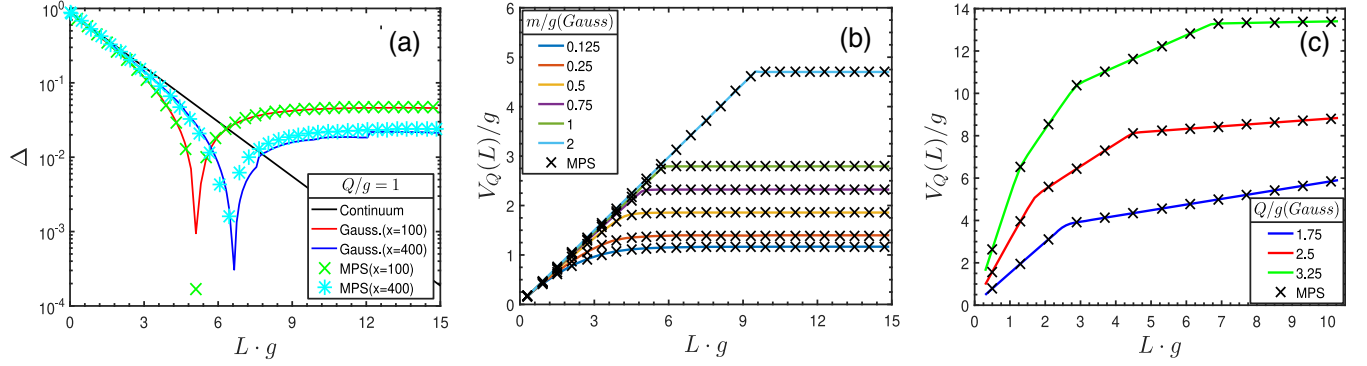 (a)
10^0
10^-1
10^-2
10^-3
10^-4
Δ
0 3 6 9 12 15
L · g
Q/g = 1
Continuum
Gauss.(x=100)
Gauss.(x=400)
MPS(x=100)
MPS(x=400)
(b)
6
5
4
3
2
1
0
V_Q(L)/g
0 3 6 9 12 15
L · g
m/g(Gauss)
0.125
0.25
0.5
0.75
1
2
MPS
(c)
14
12
10
8
6
4
2
0
V_Q(L)/g
0 1 2 3 4 5 6 7 8 9 10
L · g
Q/g(Gauss)
1.75
2.5
3.25
MPS